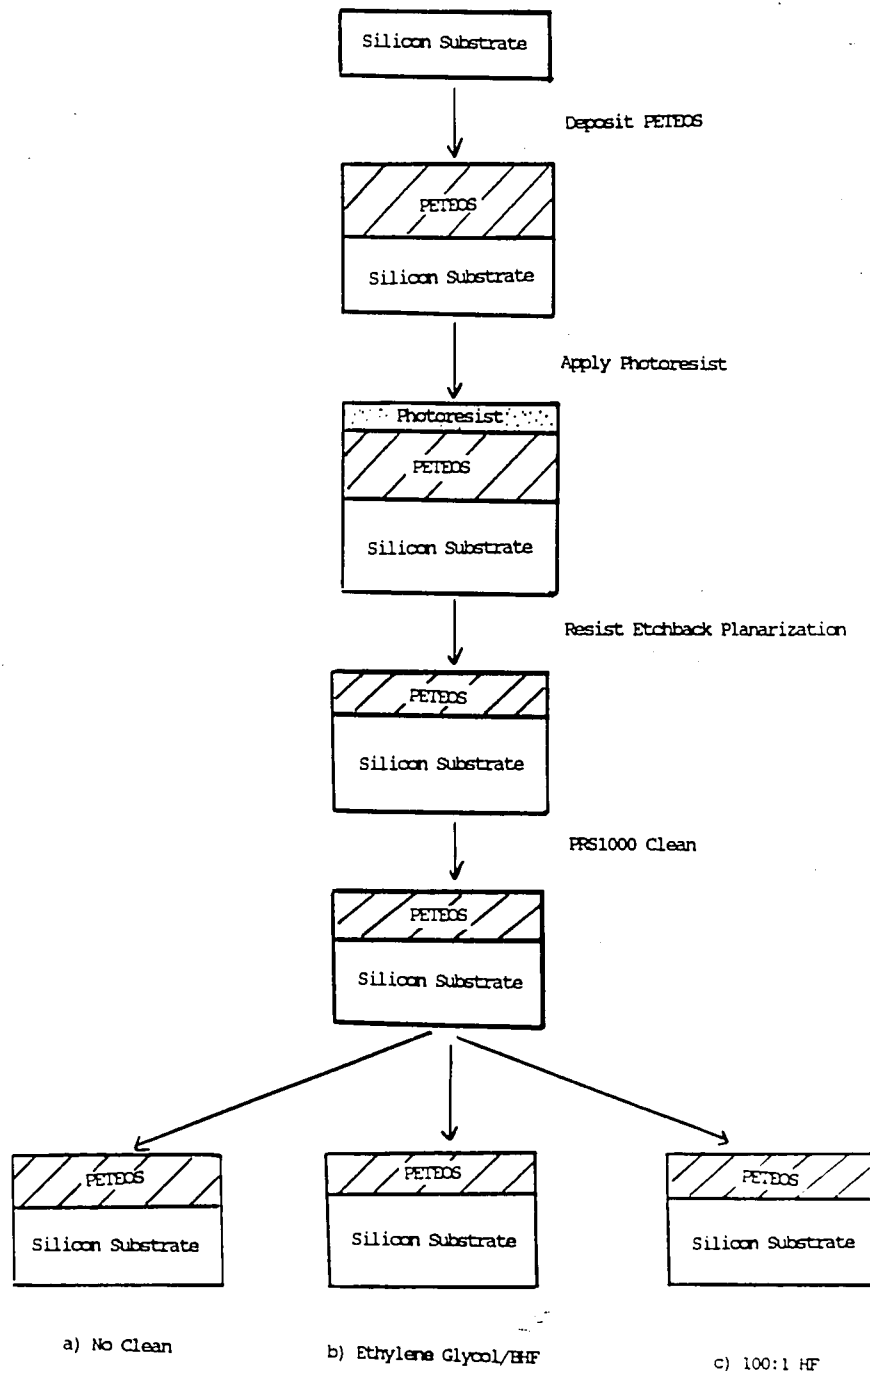 Silicon Substrate
Deposit PETEOS
PETEOS
Silicon Substrate
Apply Photoresist
Photoresist
PETEOS
Silicon Substrate
Resist Etchback Planarization
PETEOS
Silicon Substrate
PRS1000 Clean
PETEOS
Silicon Substrate
PETEOS
Silicon Substrate
PETEOS
Silicon Substrate
PETEOS
Silicon Substrate
a) No Clean
b) Ethylene Glycol/BHF
c) 100:1 HF